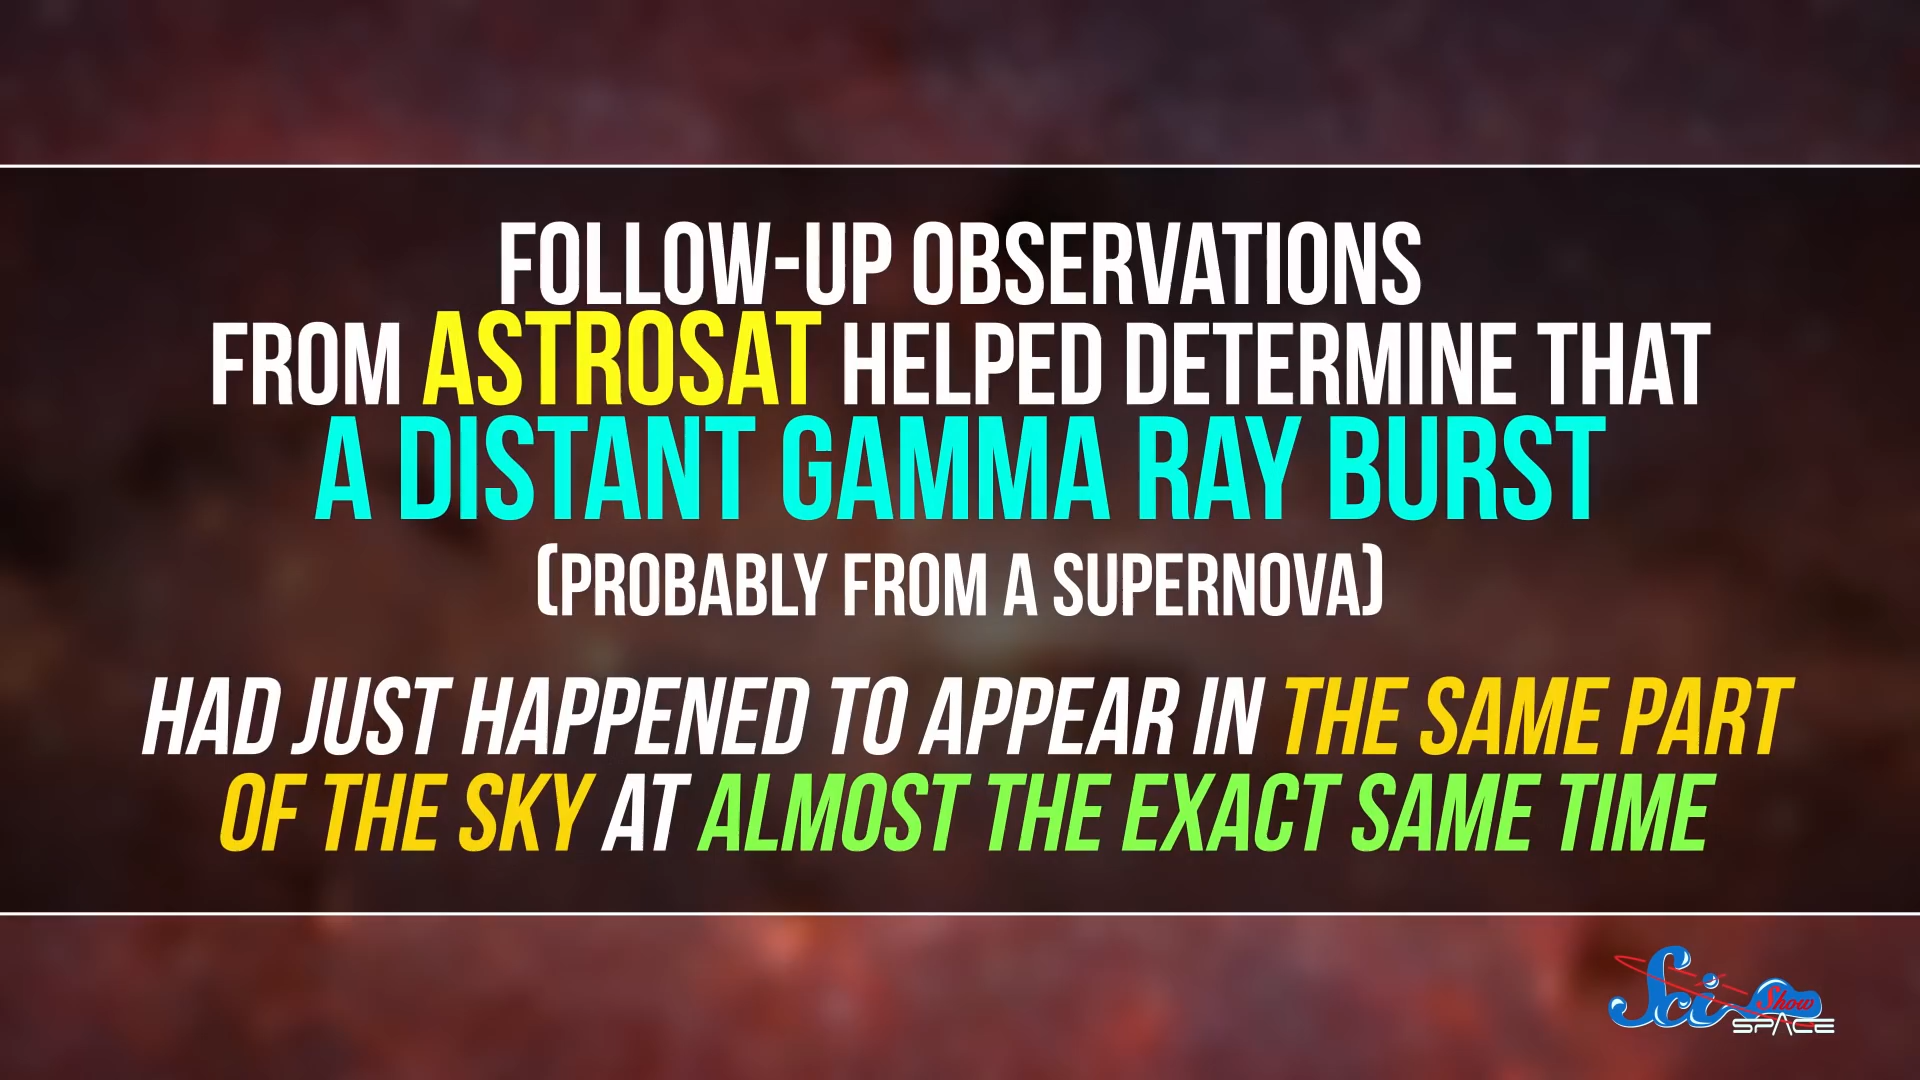 FOLLOW-UP OBSERVATIONS
FROM ASTROSAT HELPED DETERMINE THAT
A DISTANT GAMMA RAY BURST
(PROBABLY FROM A SUPERNOVA)
HAD JUST HAPPENED TO APPEAR IN THE SAME PART
OF THE SKY AT ALMOST THE EXACT SAME TIME
Sci Show
SPACE